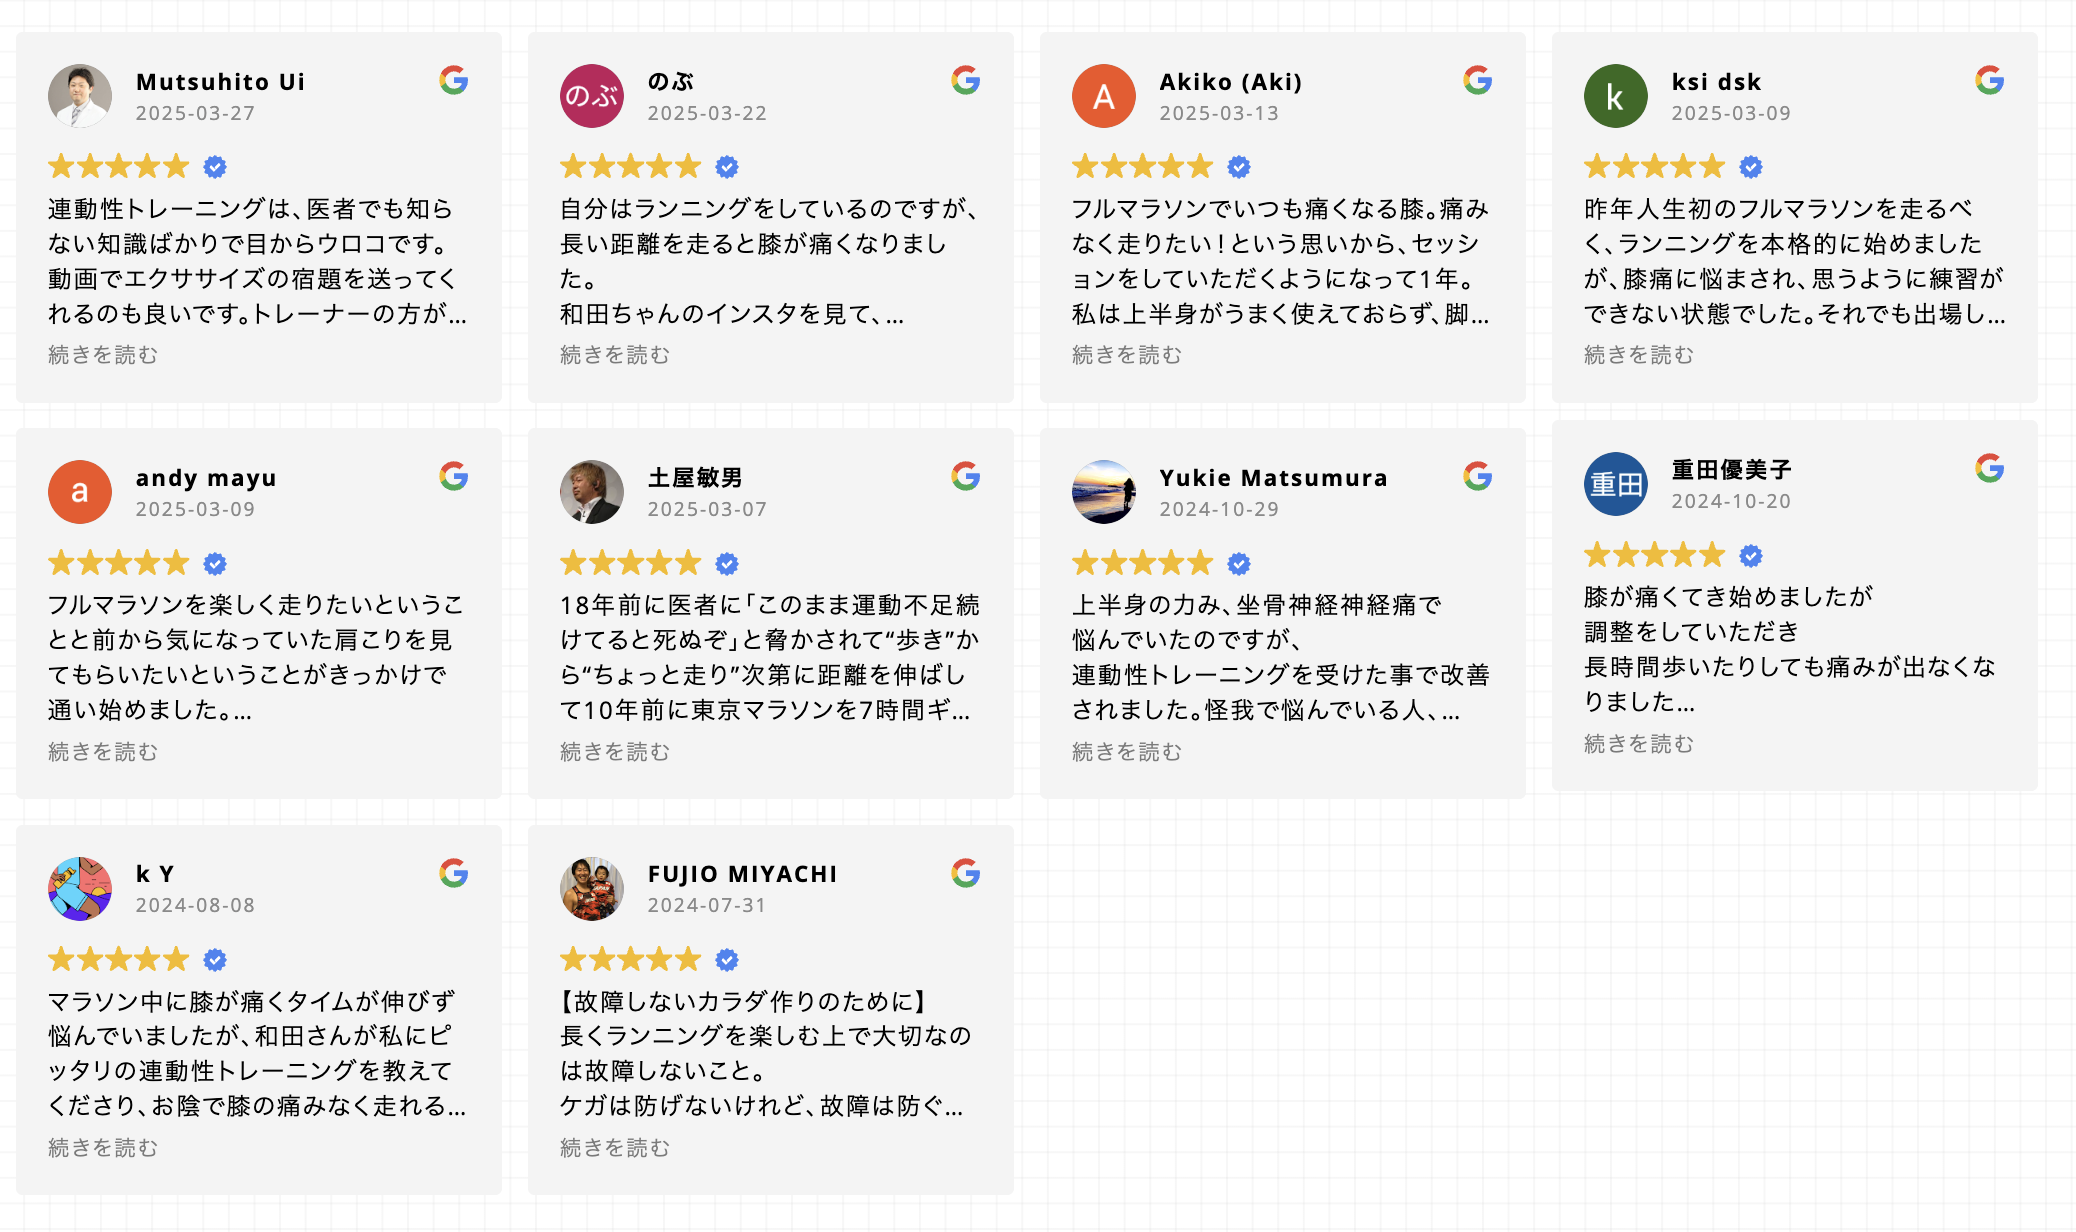 Mutsuhito Ui
2025-03-27
連動性トレーニングは、医者でも知ら
ない知識ばかりで目からウロコです。
動画でエクササイズの宿題を送ってく
れるのも良いです。トレーナーの方が...
続きを読む
のぶ
のぶ
2025-03-22
自分はランニングをしているのですが、
長い距離を走ると膝が痛くなりまし
た。
和田ちゃんのインスタを見て、...
続きを読む
A
Akiko (Aki)
2025-03-13
フルマラソンでいつも痛くなる膝。痛み
なく走りたい！という思いから、セッシ
ョンをしていただくようになって1年。
私は上半身がうまく使えておらず、脚...
続きを読む
k
ksi dsk
2025-03-09
昨年人生初のフルマラソンを走るべ
く、ランニングを本格的に始めました
が、膝痛に悩まされ、思うように練習が
できない状態でした。それでも出場し...
続きを読む
a
andy mayu
2025-03-09
フルマラソンを楽しく走りたいというこ
とと前から気になっていた肩こりを見
てもらいたいということがきっかけで
通い始めました。...
続きを読む
土屋敏男
2025-03-07
18年前に医者に「このまま運動不足続
けてると死ぬぞ」と脅かされて“歩き”か
ら“ちょっと走り”次第に距離を伸ばし
て10年前に東京マラソンを7時間ギ...
続きを読む
Yukie Matsumura
2024-10-29
上半身の力み、坐骨神経神経痛で
悩んでいたのですが、
連動性トレーニングを受けた事で改善
されました。怪我で悩んでいる人、...
続きを読む
重田
重田優美子
2024-10-20
膝が痛くてき始めましたが
調整をしていただき
長時間歩いたりしても痛みが出なくな
りました...
続きを読む
k Y
2024-08-08
マラソン中に膝が痛くタイムが伸びず
悩んでいましたが、和田さんが私にピ
ッタリの連動性トレーニングを教えて
くださり、お陰で膝の痛みなく走れる...
続きを読む
FUJIO MIYACHI
2024-07-31
【故障しないカラダ作りのために】
長くランニングを楽しむ上で大切なの
は故障しないこと。
ケガは防げないけれど、故障は防ぐ...
続きを読む